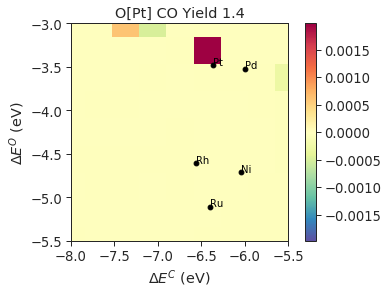 O[Pt] CO Yield 1.4
−3.0
−3.5
−4.0
−4.5
−5.0
−5.5
ΔE^O (eV)
Pt
Pd
Rh
Ni
Ru
−8.0 −7.5 −7.0 −6.5 −6.0 −5.5
ΔE^C (eV)
0.0015
0.0010
0.0005
0.0000
−0.0005
−0.0010
−0.0015